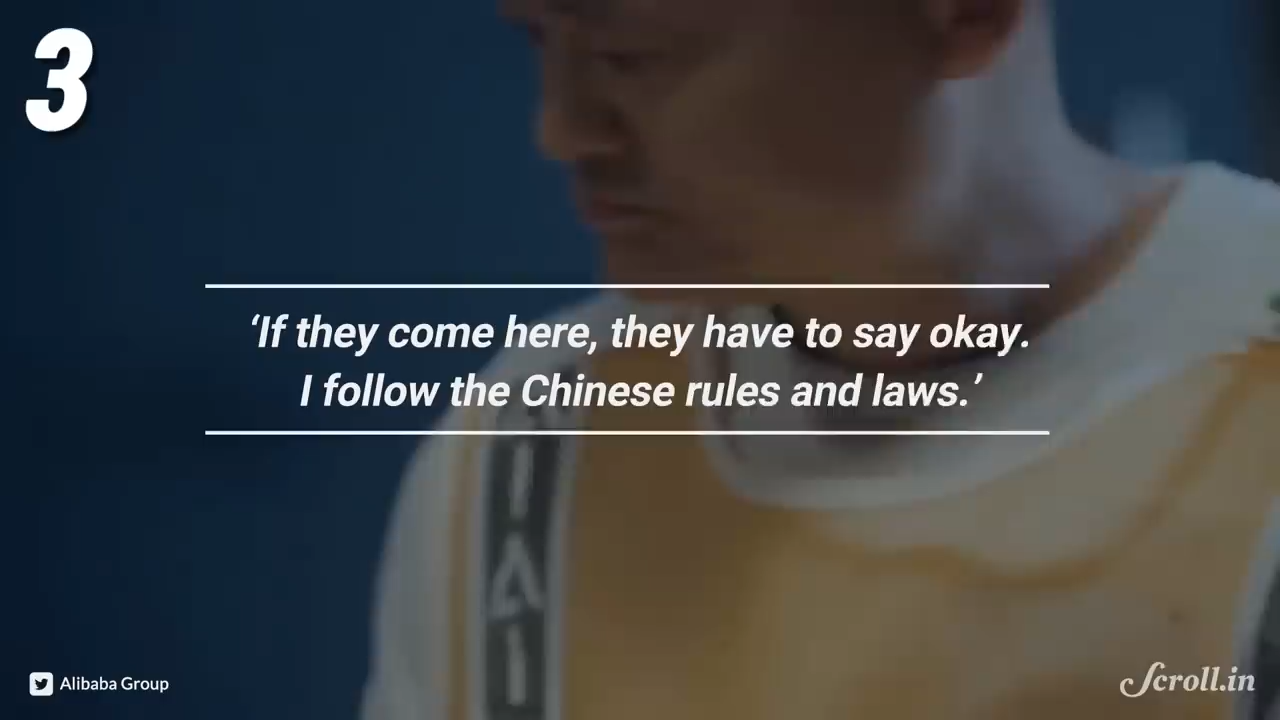 3
‘If they come here, they have to say okay.
I follow the Chinese rules and laws.’
Alibaba Group
Scroll.in